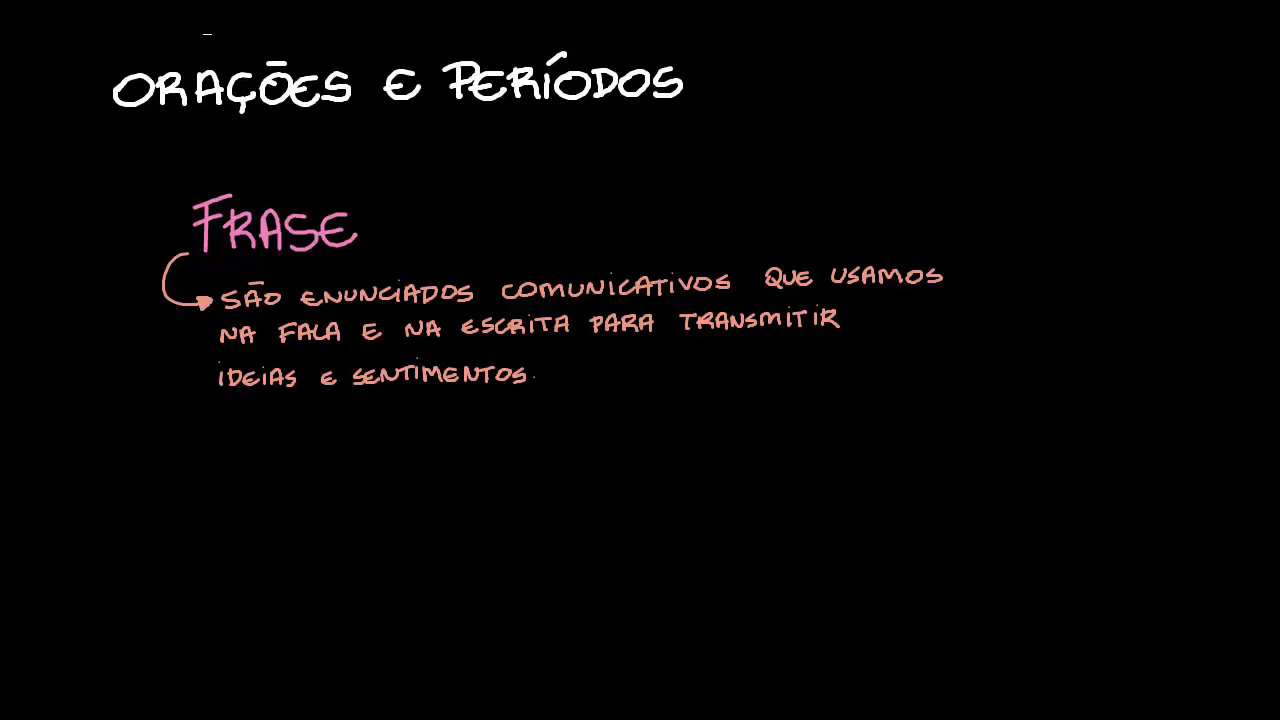 ORAÇÕES E PERÍODOS
FRASE
SÃO ENUNCIADOS COMUNICATIVOS QUE USAMOS
NA FALA E NA ESCRITA PARA TRANSMITIR
IDEIAS E SENTIMENTOS.